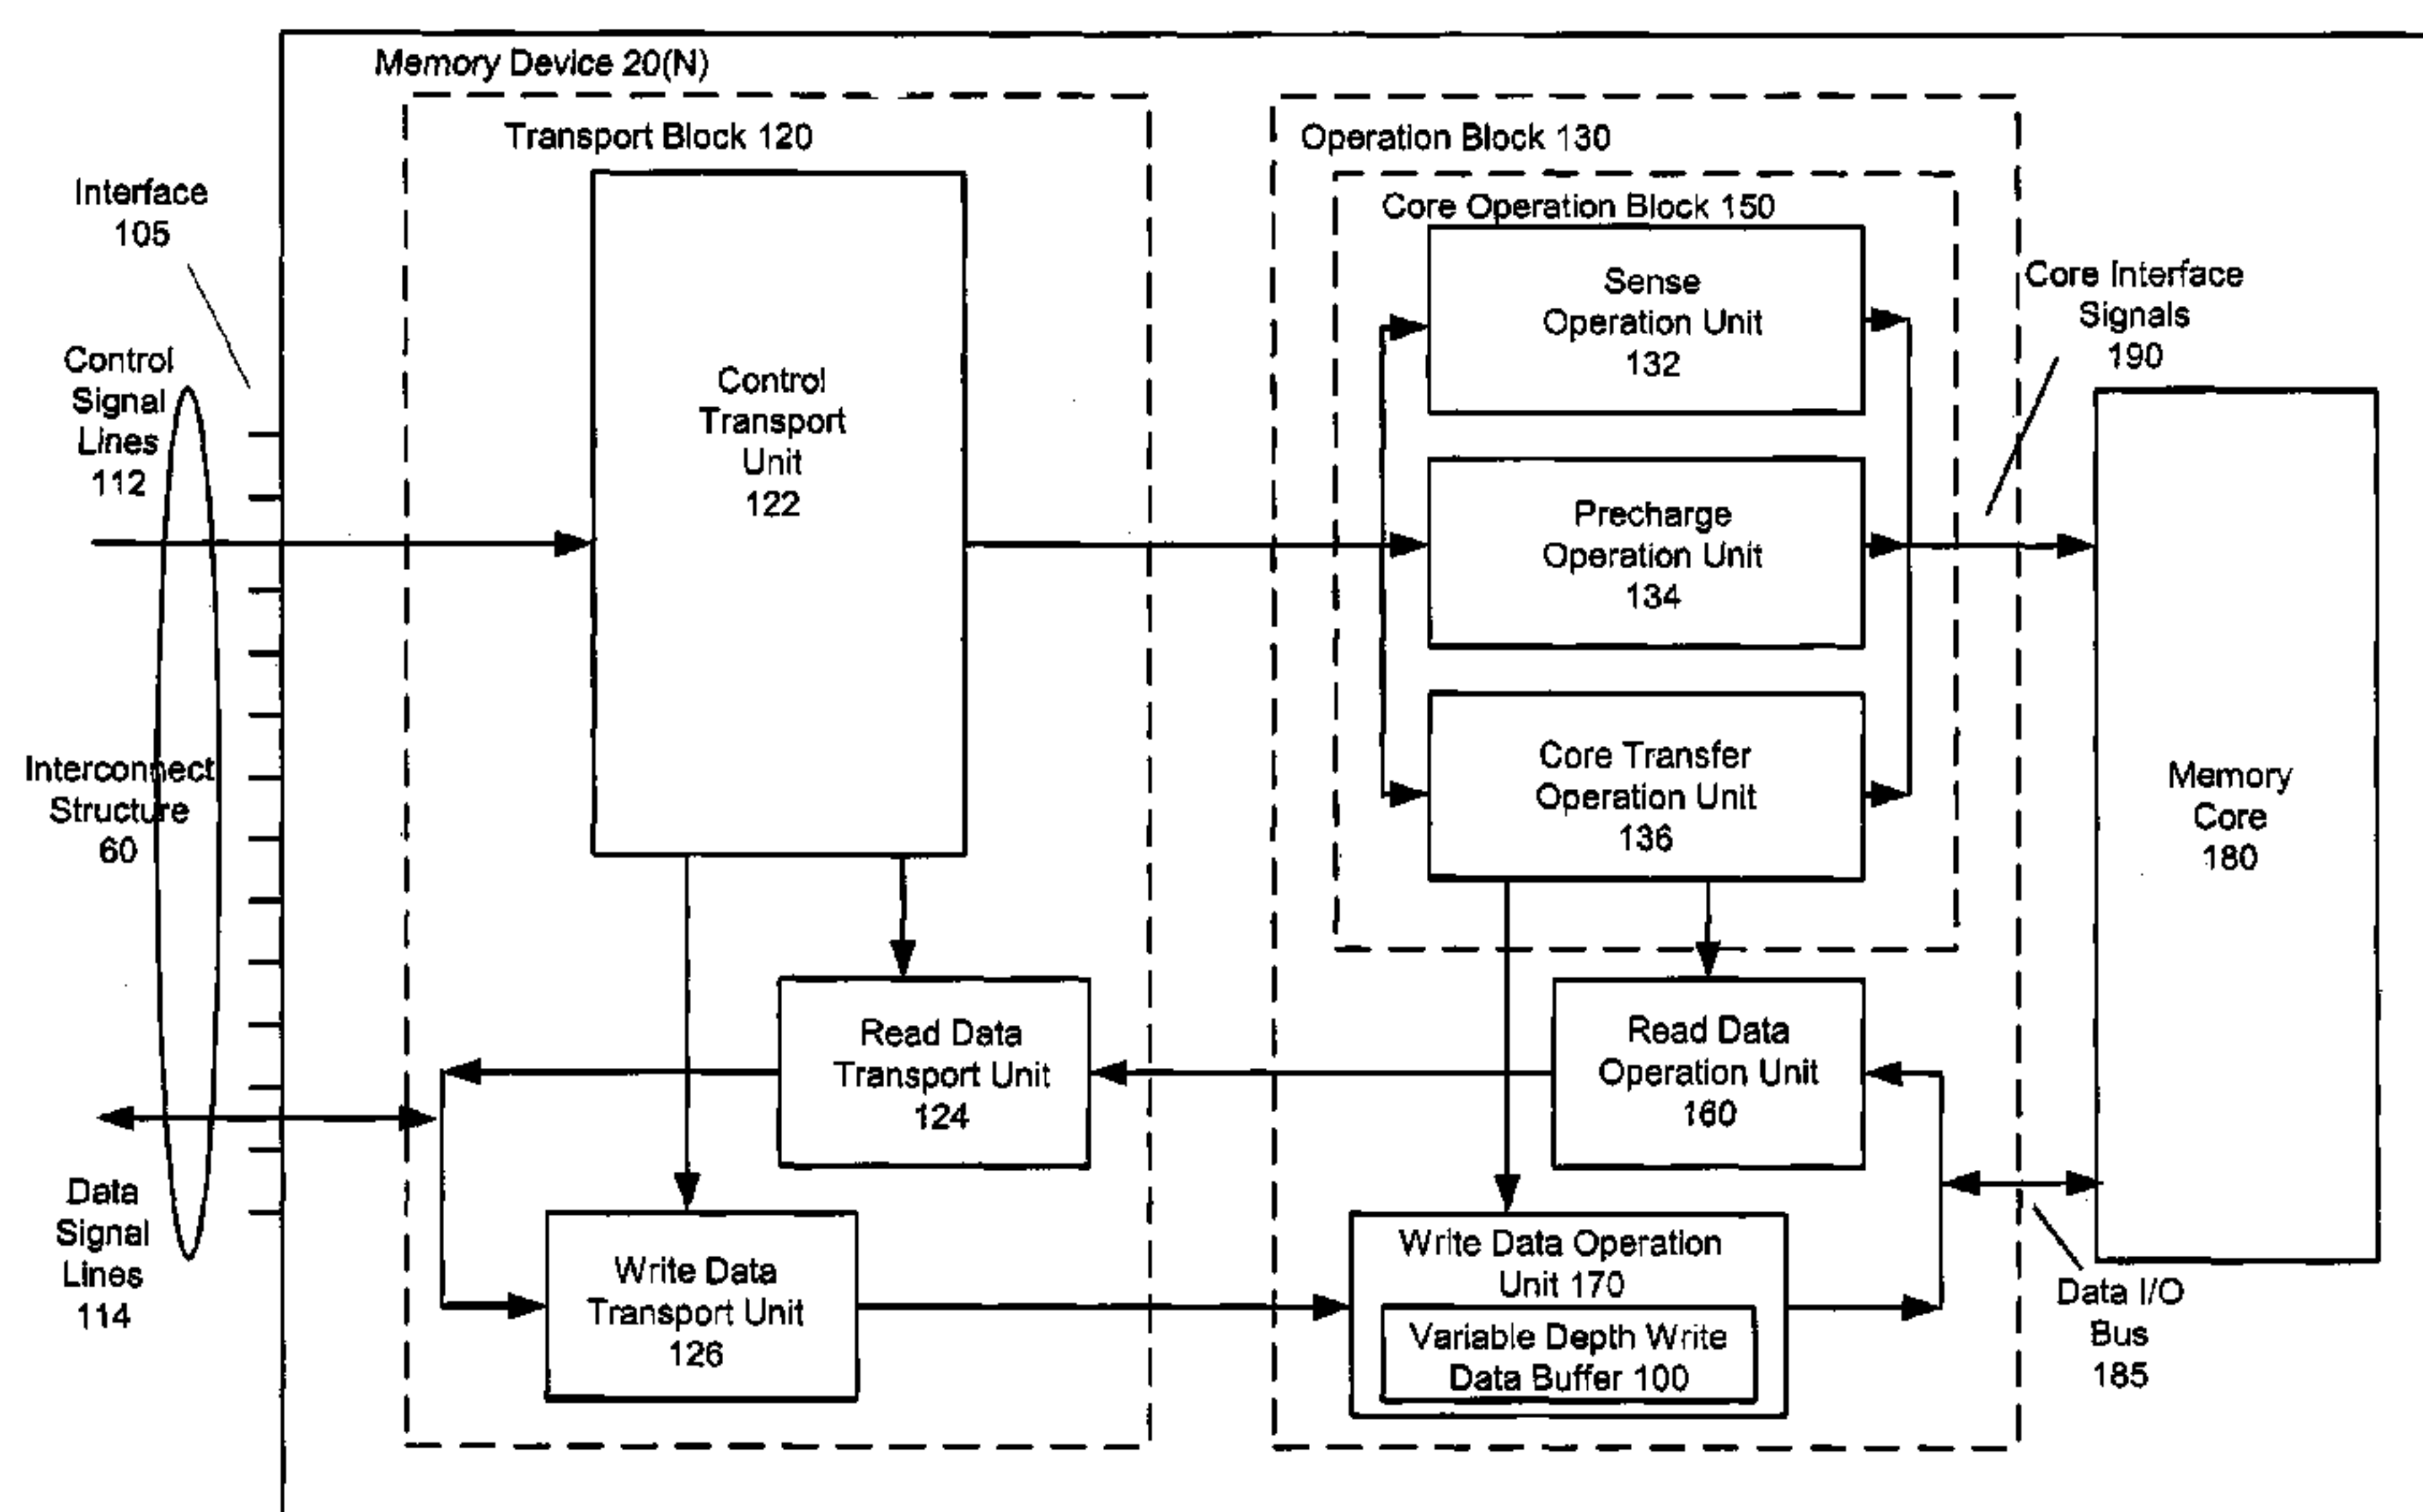 Memory Device 20(N)
Transport Block 120
Operation Block 130
Core Operation Block 150
Interface
105
Control
Signal
Lines
112
Interconnect
Structure
60
Data
Signal
Lines
114
Control
Transport
Unit
122
Read Data
Transport Unit
124
Write Data
Transport Unit
126
Sense
Operation Unit
132
Precharge
Operation Unit
134
Core Transfer
Operation Unit
136
Read Data
Operation Unit
160
Write Data Operation
Unit 170
Variable Depth Write
Data Buffer 100
Core Interface
Signals
190
Memory
Core
180
Data I/O
Bus
185